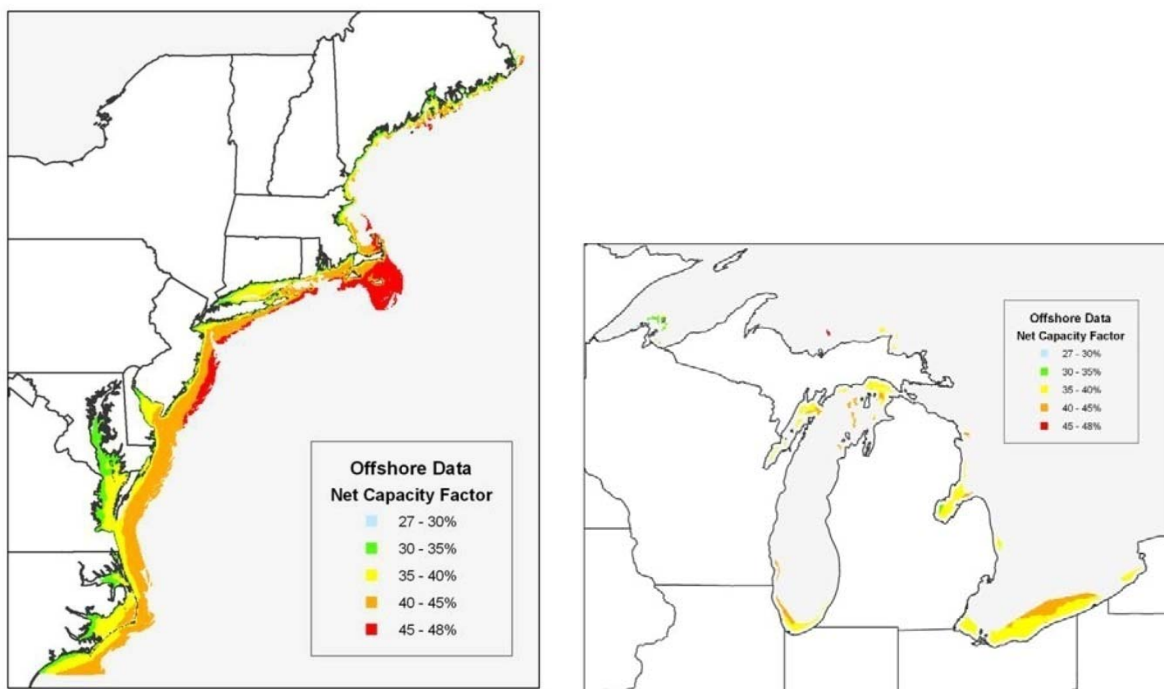 Offshore Data
Net Capacity Factor
27 - 30%
30 - 35%
35 - 40%
40 - 45%
45 - 48%
Offshore Data
Net Capacity Factor
27 - 30%
30 - 35%
35 - 40%
40 - 45%
45 - 48%